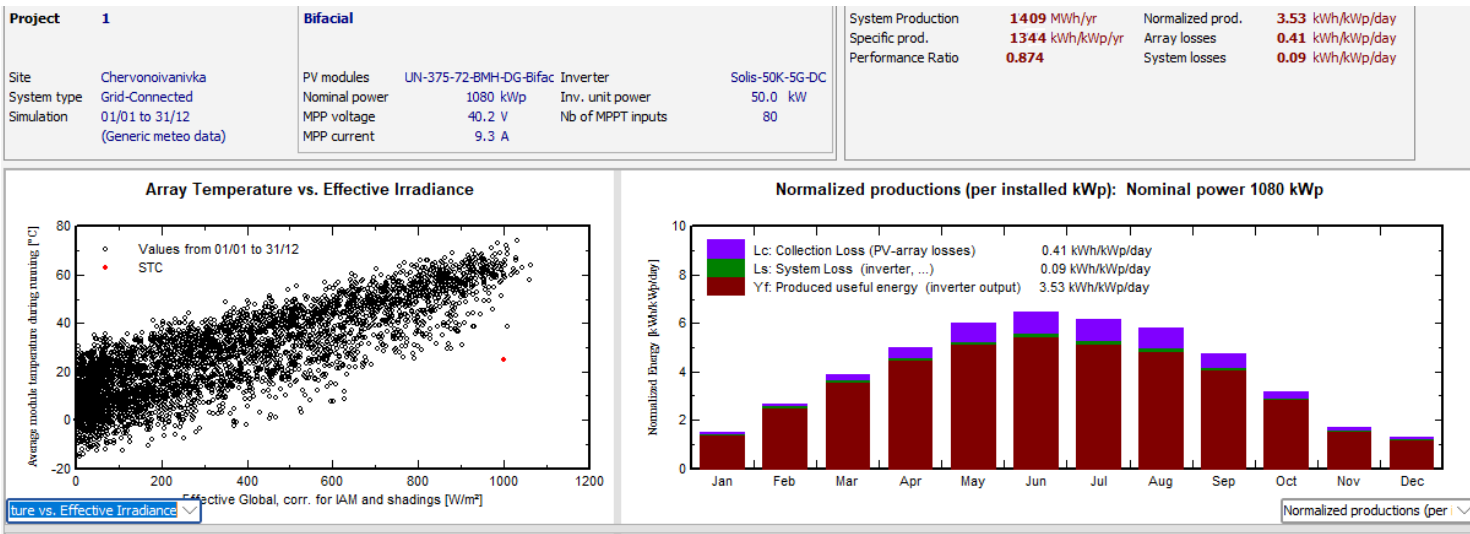 Project 1
Bifacial
System Production 1409 MWh/yr Normalized prod. 3.53 kWh/kWp/day
Specific prod. 1344 kWh/kWp/yr Array losses 0.41 kWh/kWp/day
Performance Ratio 0.874 System losses 0.09 kWh/kWp/day
Site Chervonoivanivka
System type Grid-Connected
Simulation 01/01 to 31/12
(Generic meteo data)
PV modules UN-375-72-BMH-DG-Bifac Inverter Solis-50K-5G-DC
Nominal power 1080 kWp Inv. unit power 50.0 kW
MPP voltage 40.2 V Nb of MPPT inputs 80
MPP current 9.3 A
Array Temperature vs. Effective Irradiance
80
60
40
20
0
-20
Average module temperature during running [°C]
Values from 01/01 to 31/12
STC
0 200 400 600 800 1000 1200
Effective Global, corr. for IAM and shadings [W/m²]
ture vs. Effective Irradiance
Normalized productions (per installed kWp): Nominal power 1080 kWp
10
8
6
4
2
0
Normalized Energy [kWh/kWp/day]
Lc: Collection Loss (PV-array losses) 0.41 kWh/kWp/day
Ls: System Loss (inverter, ...) 0.09 kWh/kWp/day
Yf: Produced useful energy (inverter output) 3.53 kWh/kWp/day
Jan Feb Mar Apr May Jun Jul Aug Sep Oct Nov Dec
Normalized productions (per